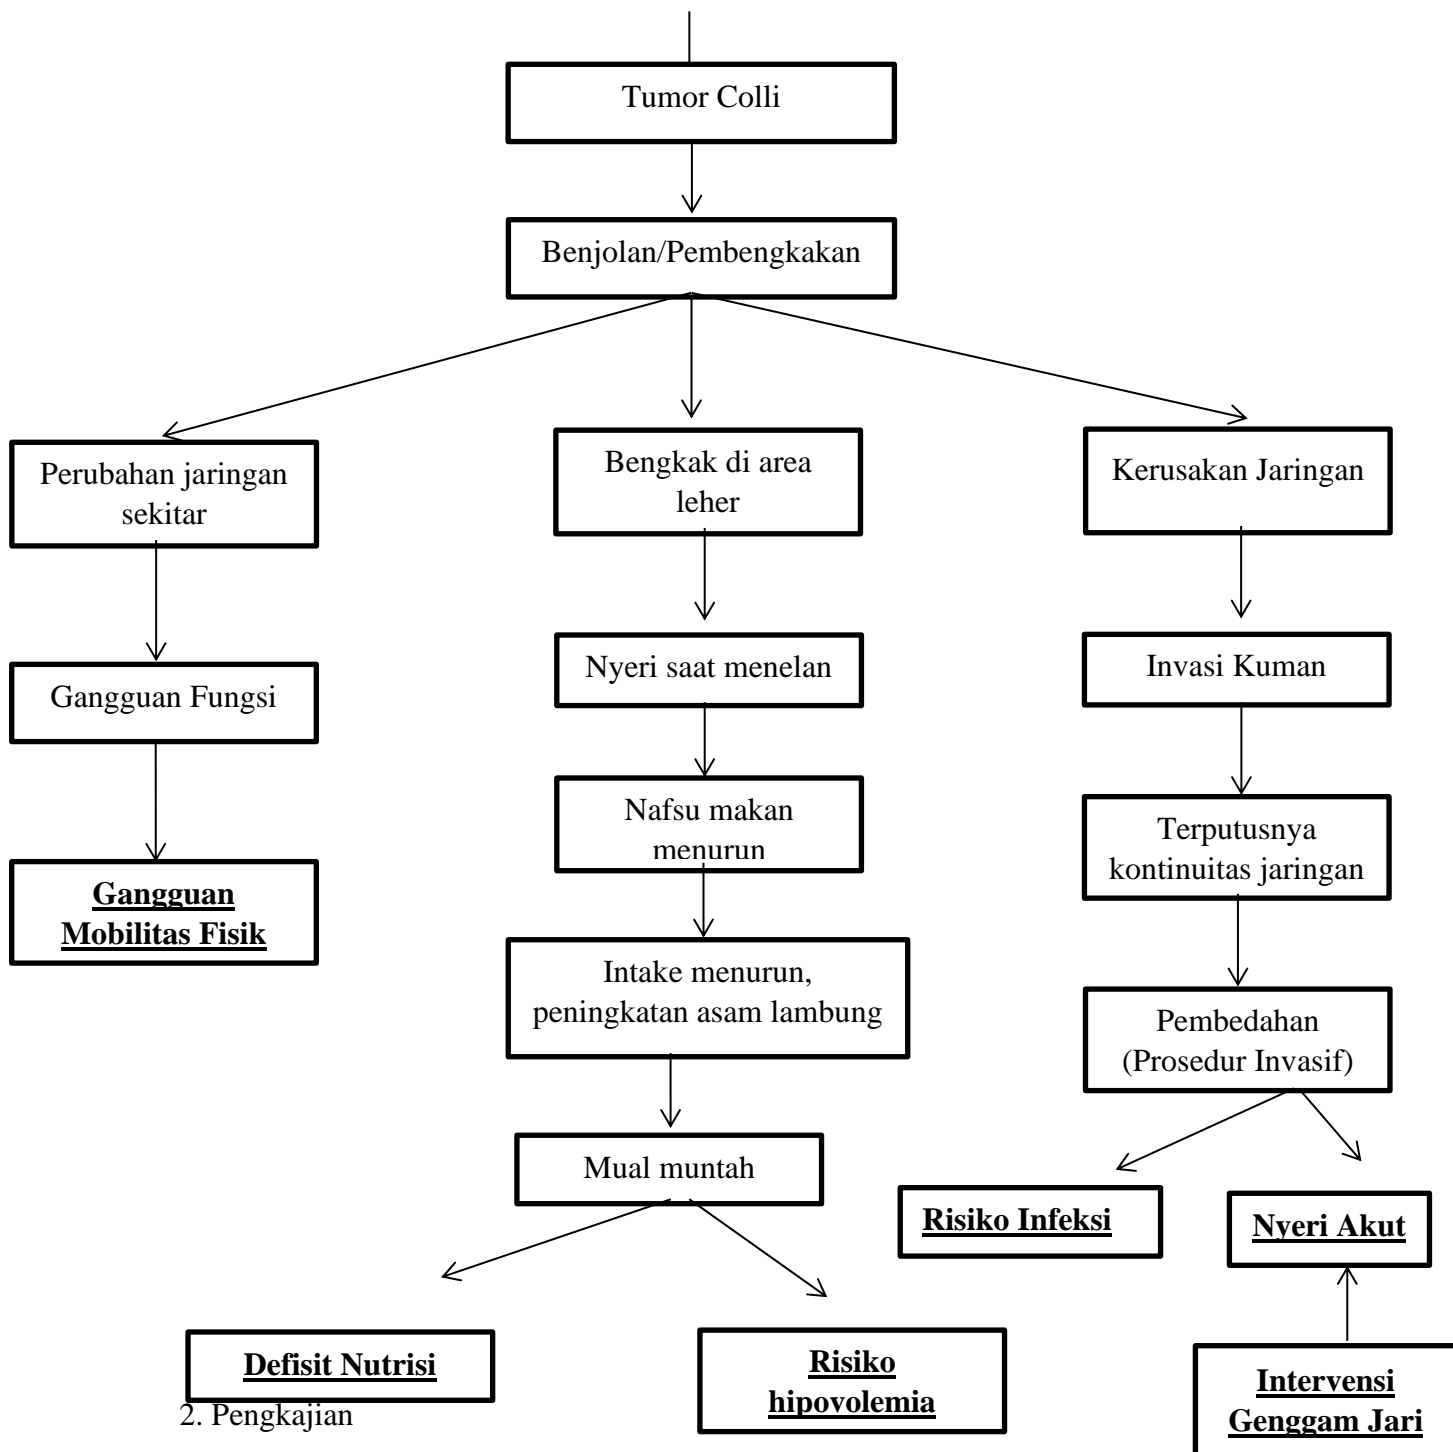 Tumor Colli
Benjolan/Pembengkakan
Perubahan jaringan
sekitar
Gangguan Fungsi
Gangguan
Mobilitas Fisik
Bengkak di area
leher
Nyeri saat menelan
Nafsu makan
menurun
Intake menurun,
peningkatan asam lambung
Mual muntah
Defisit Nutrisi
Risiko
hipovolemia
Kerusakan Jaringan
Invasi Kuman
Terputusnya
kontinuitas jaringan
Pembedahan
(Prosedur Invasif)
Risiko Infeksi
Nyeri Akut
Intervensi
Genggam Jari
2. Pengkajian